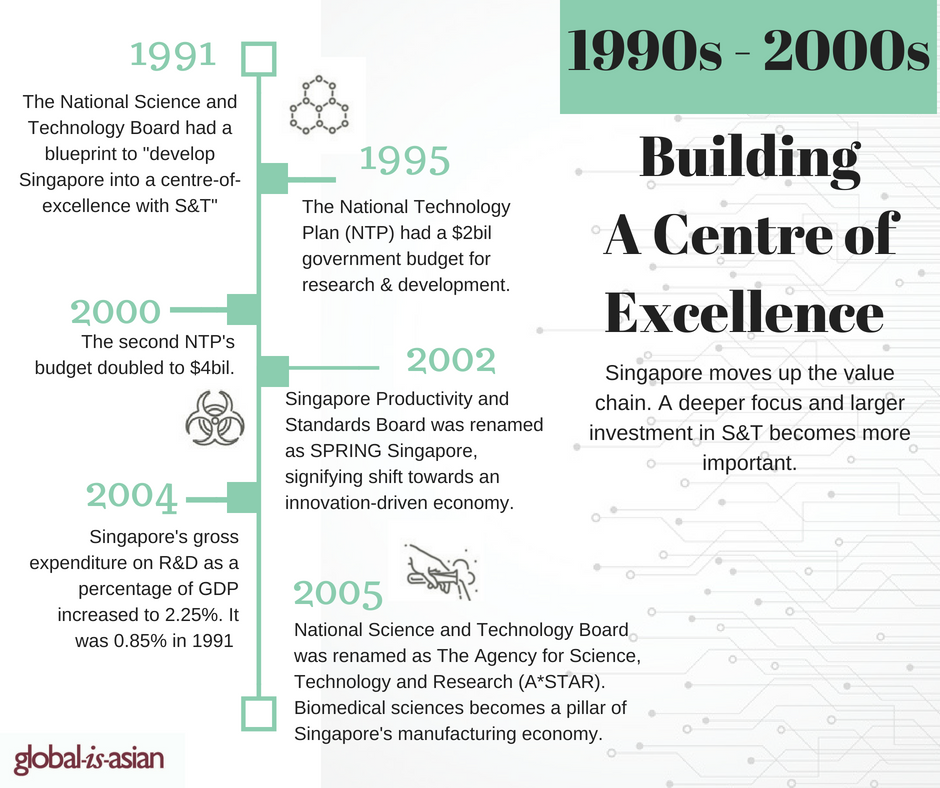 1990s - 2000s
Building
A Centre of
Excellence
Singapore moves up the value
chain. A deeper focus and larger
investment in S&T becomes more
important.
1991
The National Science and
Technology Board had a
blueprint to "develop
Singapore into a centre-of-
excellence with S&T"
1995
The National Technology
Plan (NTP) had a $2bil
government budget for
research & development.
2000
The second NTP's
budget doubled to $4bil.
2002
Singapore Productivity and
Standards Board was renamed
as SPRING Singapore,
signifying shift towards an
innovation-driven economy.
2004
Singapore's gross
expenditure on R&D as a
percentage of GDP
increased to 2.25%. It
was 0.85% in 1991
2005
National Science and Technology Board
was renamed as The Agency for Science,
Technology and Research (A*STAR).
Biomedical sciences becomes a pillar of
Singapore's manufacturing economy.
global-is-asian